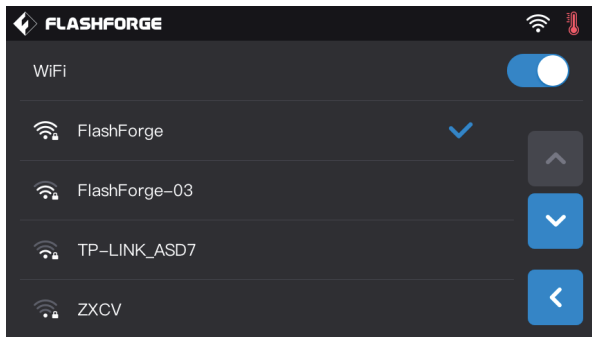 FLASHFORGE
WiFi
FlashForge
FlashForge-03
TP-LINK_ASD7
ZXCV